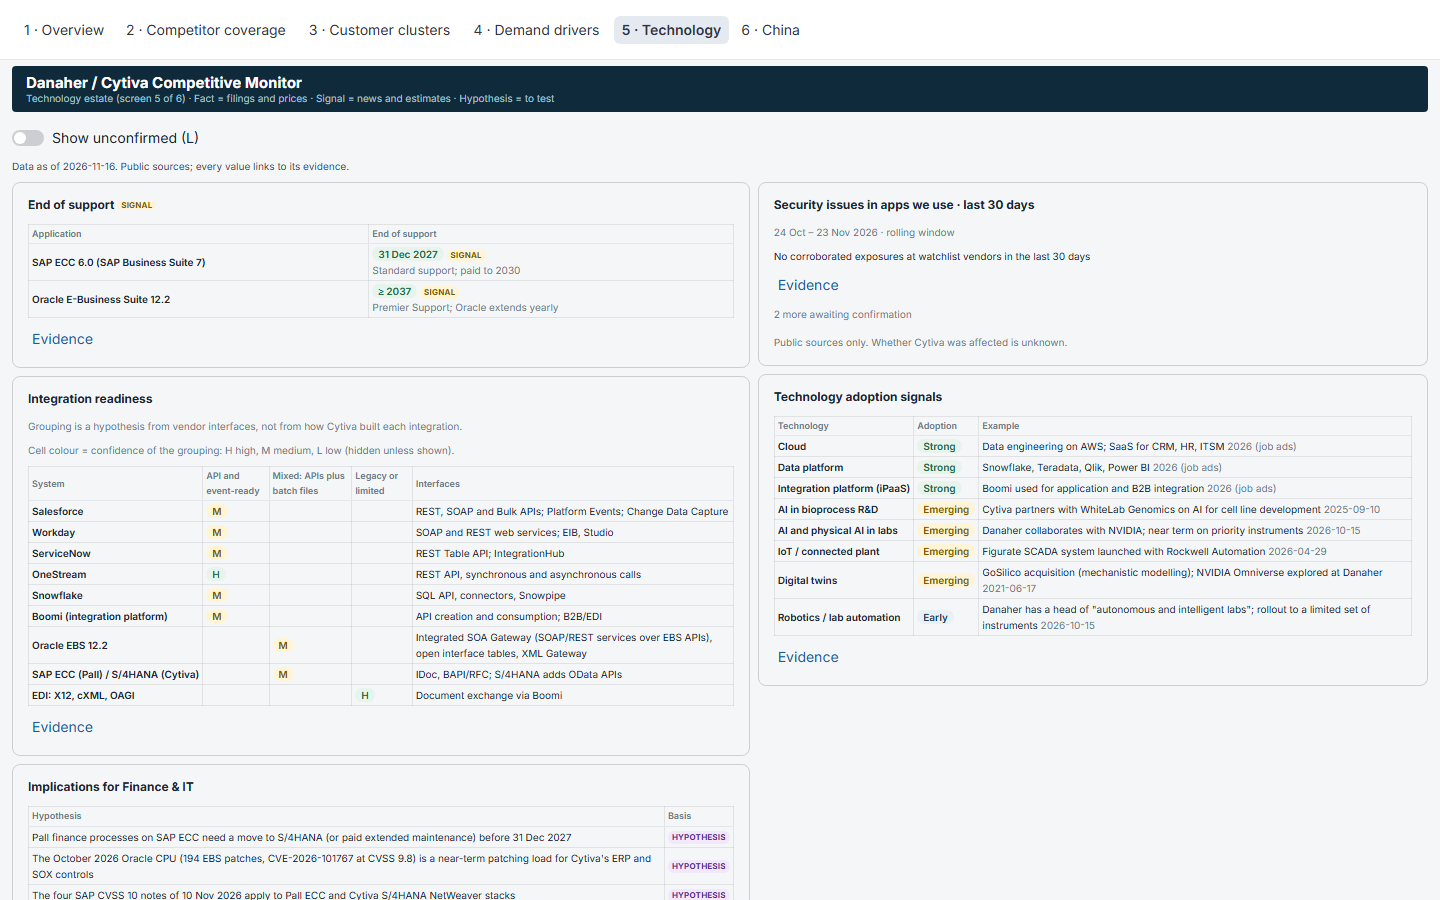 1 · Overview 2 · Competitor coverage 3 · Customer clusters 4 · Demand drivers 5 · Technology 6 · China
Danaher / Cytiva Competitive Monitor
Technology estate (screen 5 of 6) · Fact = filings and prices · Signal = news and estimates · Hypothesis = to test
Show unconfirmed (L)
Data as of 2026-11-16. Public sources; every value links to its evidence.
End of support SIGNAL
Application End of support
SAP ECC 6.0 (SAP Business Suite 7) 31 Dec 2027 SIGNAL
Standard support; paid to 2030
Oracle E-Business Suite 12.2 ≥ 2037 SIGNAL
Premier Support; Oracle extends yearly
Evidence
Integration readiness
Grouping is a hypothesis from vendor interfaces, not from how Cytiva built each integration.
Cell colour = confidence of the grouping: H high, M medium, L low (hidden unless shown).
System API and event-ready Mixed: APIs plus batch files Legacy or limited Interfaces
Salesforce M REST, SOAP and Bulk APIs; Platform Events; Change Data Capture
Workday M SOAP and REST web services; EIB, Studio
ServiceNow M REST Table API; IntegrationHub
OneStream H REST API, synchronous and asynchronous calls
Snowflake M SQL API, connectors, Snowpipe
Boomi (integration platform) M API creation and consumption; B2B/EDI
Oracle EBS 12.2 M Integrated SOA Gateway (SOAP/REST services over EBS APIs),
open interface tables, XML Gateway
SAP ECC (Pall) / S/4HANA (Cytiva) M IDoc, BAPI/RFC; S/4HANA adds OData APIs
EDI: X12, cXML, OAGI H Document exchange via Boomi
Evidence
Implications for Finance & IT
Hypothesis Basis
Pall finance processes on SAP ECC need a move to S/4HANA (or paid extended maintenance) before 31 Dec 2027 HYPOTHESIS
The October 2026 Oracle CPU (194 EBS patches, CVE-2026-101767 at CVSS 9.8) is a near-term patching load for Cytiva's ERP and
SOX controls HYPOTHESIS
The four SAP CVSS 10 notes of 10 Nov 2026 apply to Pall ECC and Cytiva S/4HANA NetWeaver stacks HYPOTHESIS
Security issues in apps we use · last 30 days
24 Oct – 23 Nov 2026 · rolling window
No corroborated exposures at watchlist vendors in the last 30 days
Evidence
2 more awaiting confirmation
Public sources only. Whether Cytiva was affected is unknown.
Technology adoption signals
Technology Adoption Example
Cloud Strong Data engineering on AWS; SaaS for CRM, HR, ITSM 2026 (job ads)
Data platform Strong Snowflake, Teradata, Qlik, Power BI 2026 (job ads)
Integration platform (iPaaS) Strong Boomi used for application and B2B integration 2026 (job ads)
AI in bioprocess R&D Emerging Cytiva partners with WhiteLab Genomics on AI for cell line development 2025-09-10
AI and physical AI in labs Emerging Danaher collaborates with NVIDIA; near term on priority instruments 2026-10-15
IoT / connected plant Emerging Figurate SCADA system launched with Rockwell Automation 2026-04-29
Digital twins Emerging GoSilico acquisition (mechanistic modelling); NVIDIA Omniverse explored at Danaher
2021-06-17
Robotics / lab automation Early Danaher has a head of "autonomous and intelligent labs"; rollout to a limited set of
instruments 2026-10-15
Evidence